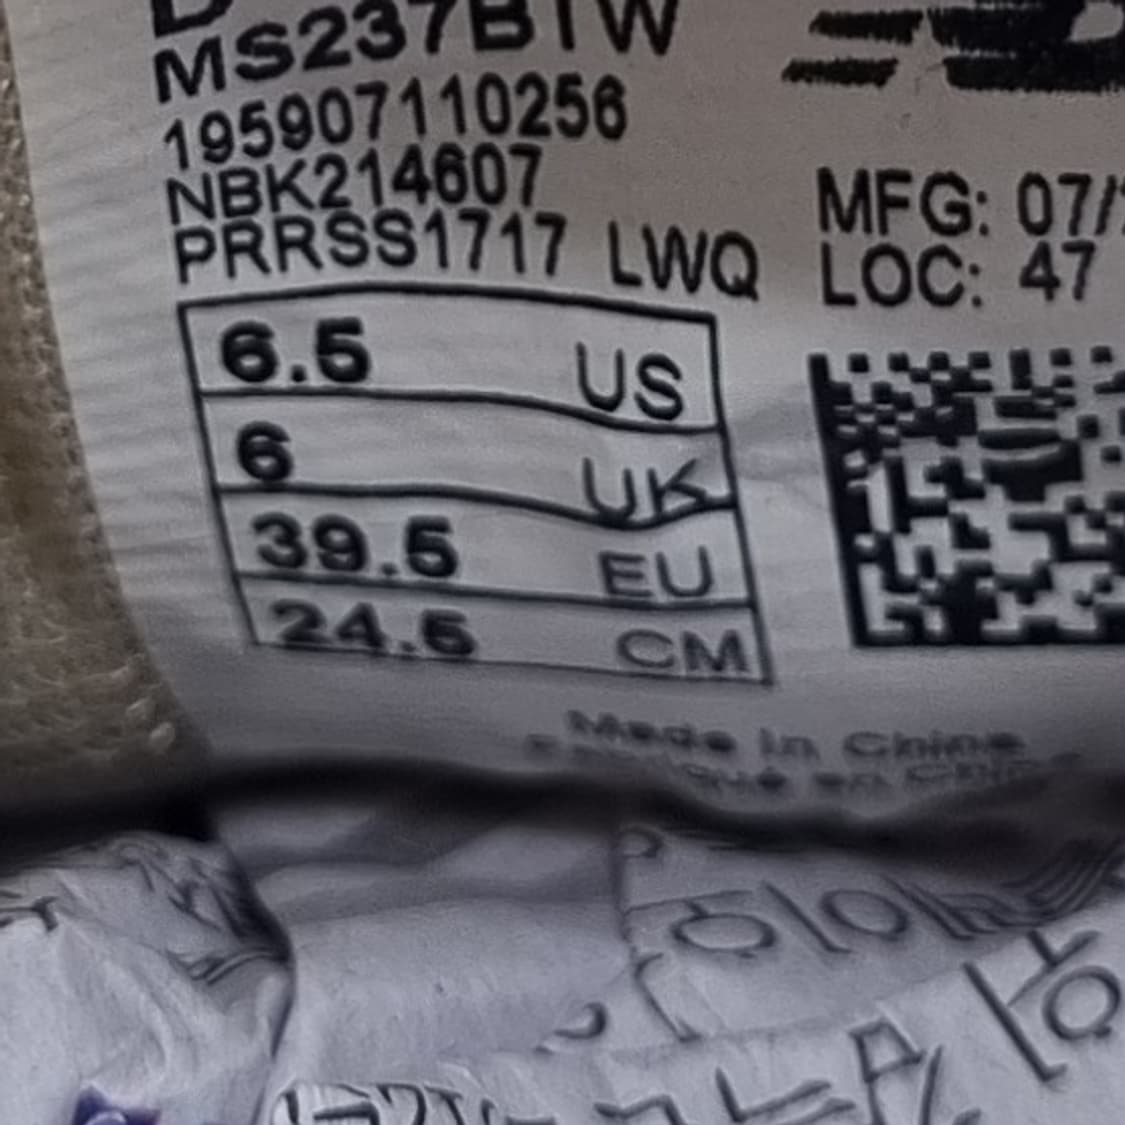 D
MS237BTW
195907110256
NBK214607
PRRSS1717 LWQ
MFG: 07/
LOC: 47
6.5 US
6 UK
39.5 EU
24.5 CM
Made in China